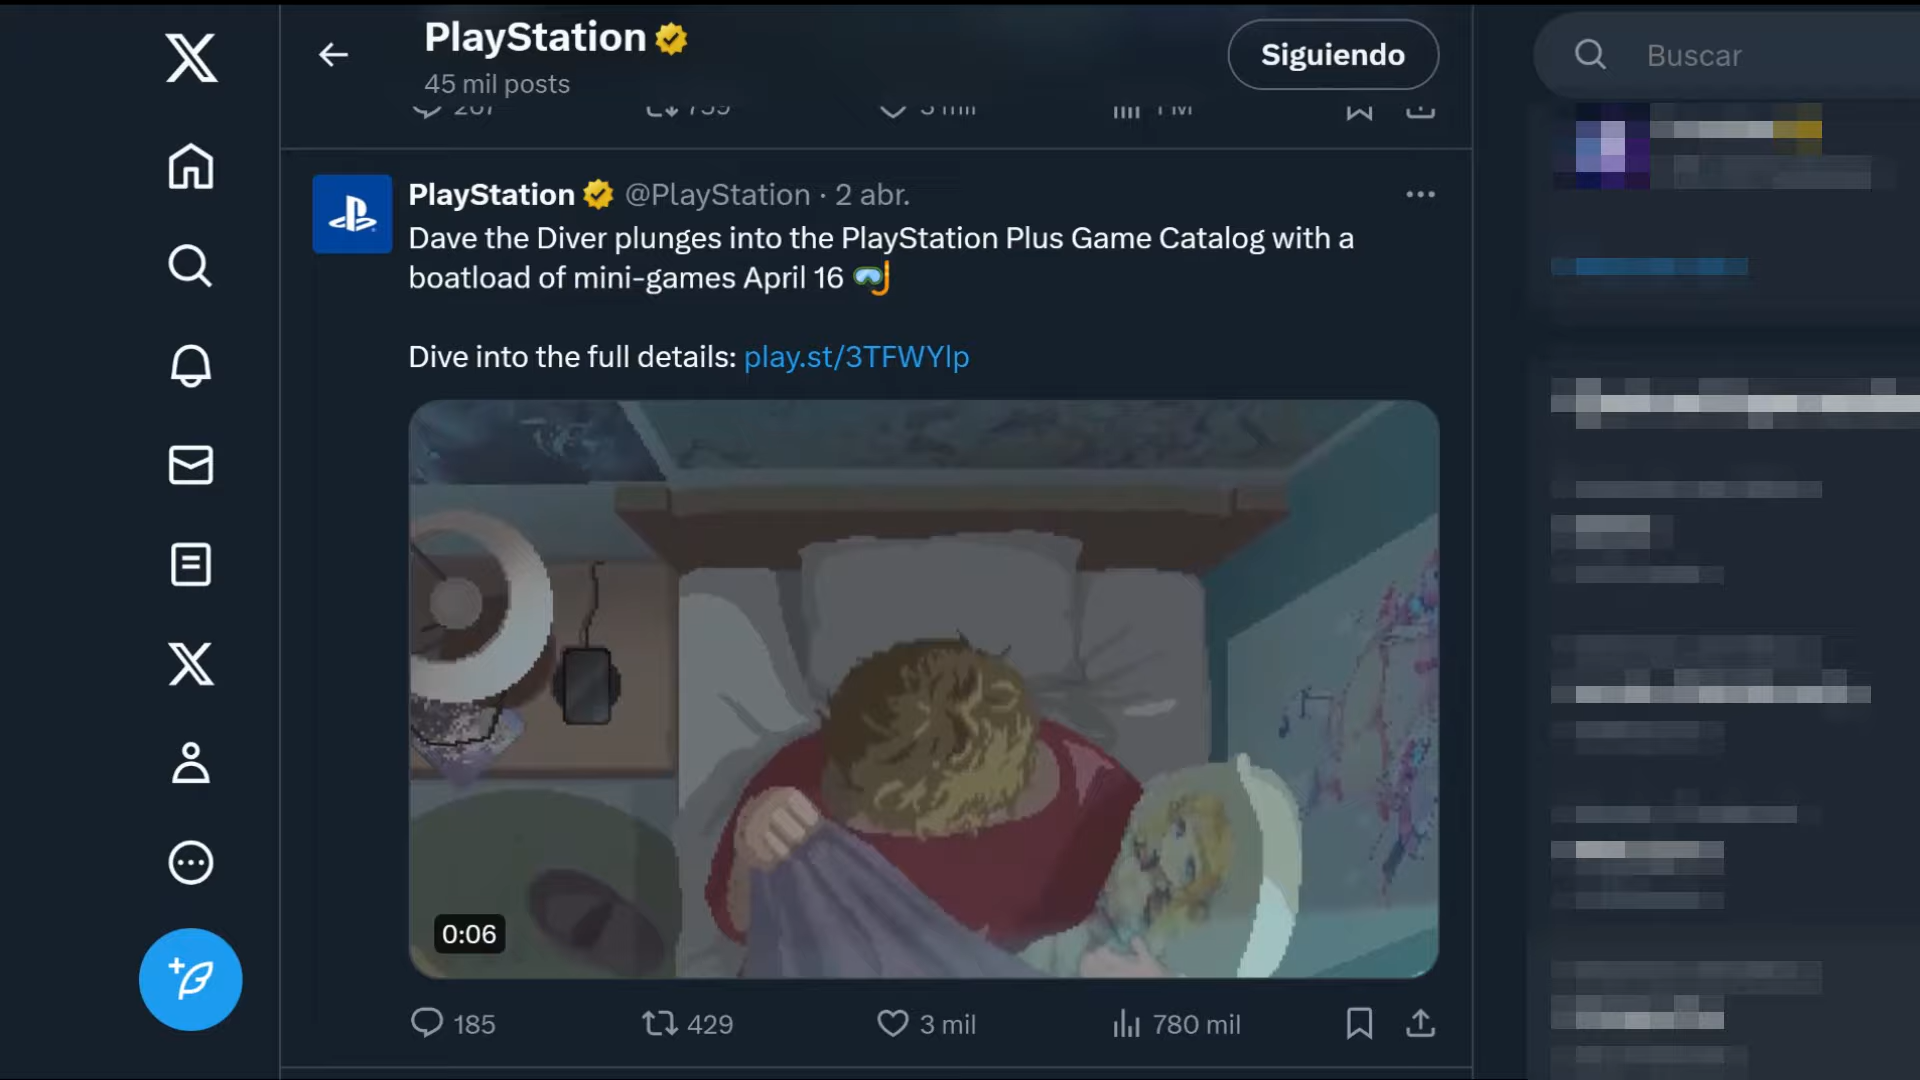 PlayStation
45 mil posts
Siguiendo
Buscar
PlayStation @PlayStation · 2 abr.
Dave the Diver plunges into the PlayStation Plus Game Catalog with a
boatload of mini-games April 16 🤿
Dive into the full details: play.st/3TFWYlp
0:06
185 429 3 mil 780 mil